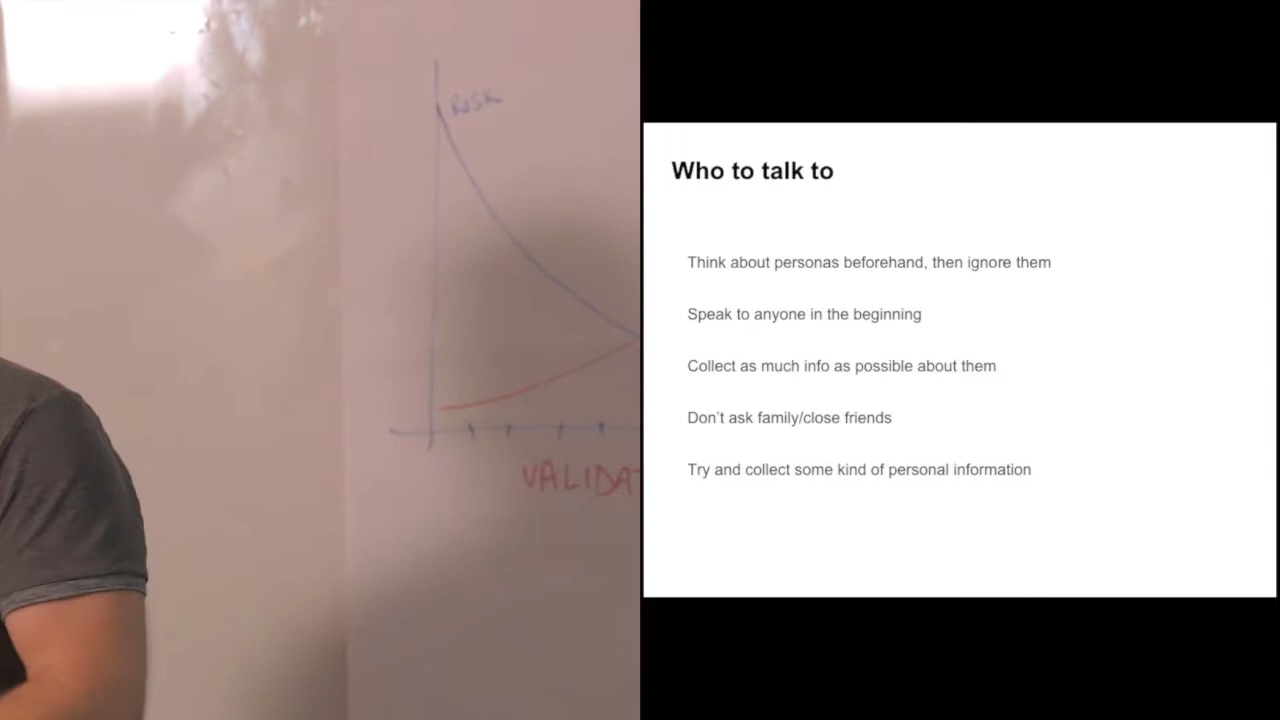 RISK
VALIDAT
Who to talk to
Think about personas beforehand, then ignore them
Speak to anyone in the beginning
Collect as much info as possible about them
Don’t ask family/close friends
Try and collect some kind of personal information